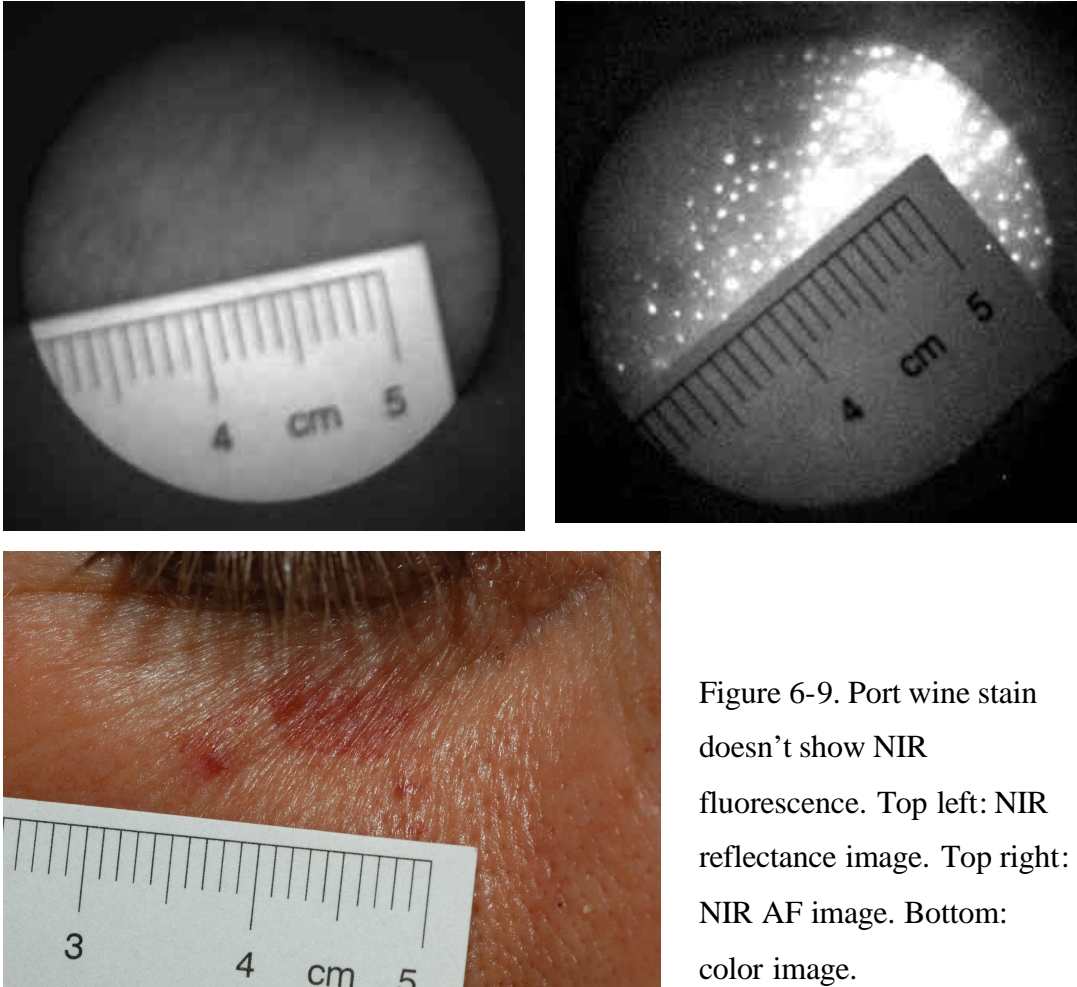 4 cm 5
4 cm 5
3 4 cm 5
Figure 6-9. Port wine stain
doesn’t show NIR
fluorescence. Top left: NIR
reflectance image. Top right:
NIR AF image. Bottom:
color image.